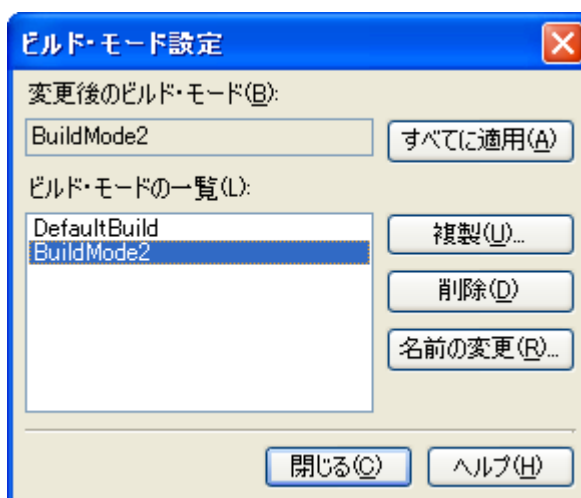 ビルド・モード設定
変更後のビルド・モード(B):
BuildMode2
すべてに適用(A)
ビルド・モードの一覧(L):
DefaultBuild
BuildMode2
複製(U)...
削除(D)
名前の変更(R)...
閉じる(C)
ヘルプ(H)